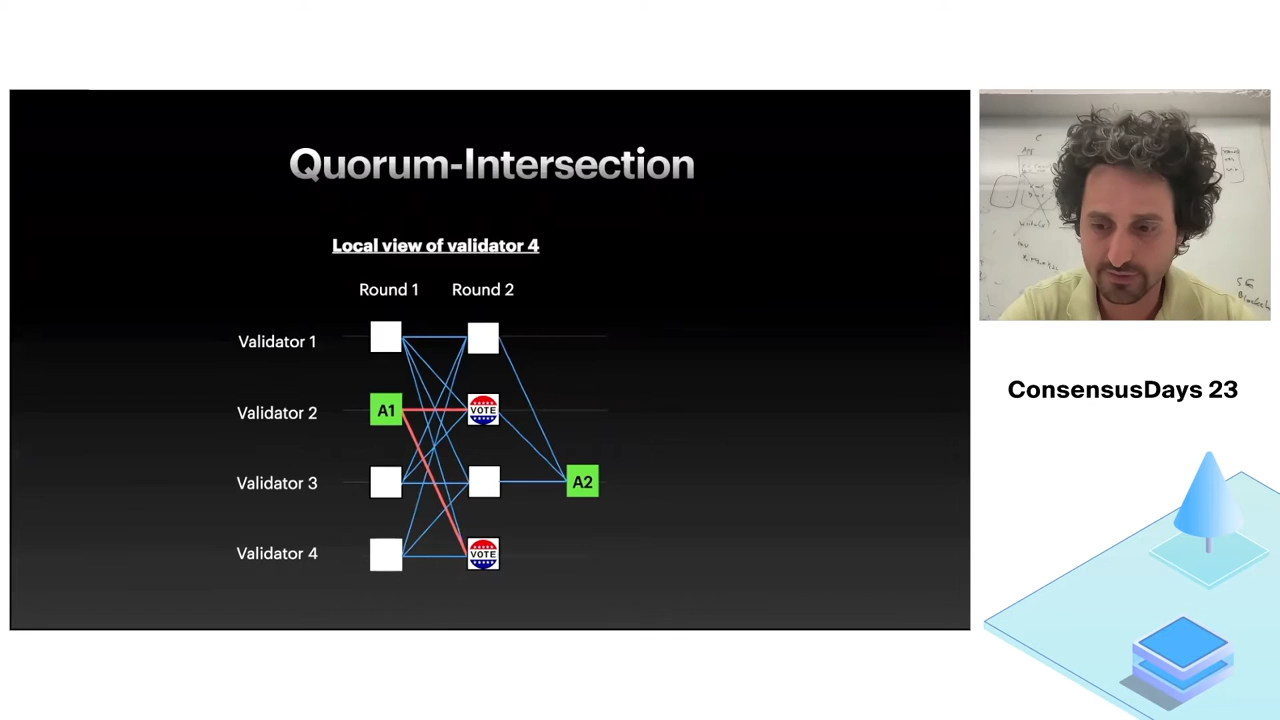 Quorum-Intersection
Local view of validator 4
Round 1 Round 2
Validator 1
Validator 2 A1 VOTE
Validator 3 A2
Validator 4 VOTE
ConsensusDays 23